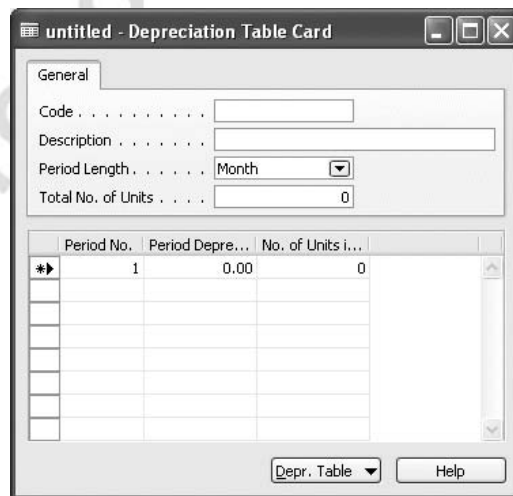 untitled - Depreciation Table Card
General
Code . . . . . . . . . .
Description . . . . . . .
Period Length . . . . . . Month
Total No. of Units . . . . 0
Period No. Period Depre... No. of Units i...
1 0.00 0
Depr. Table Help